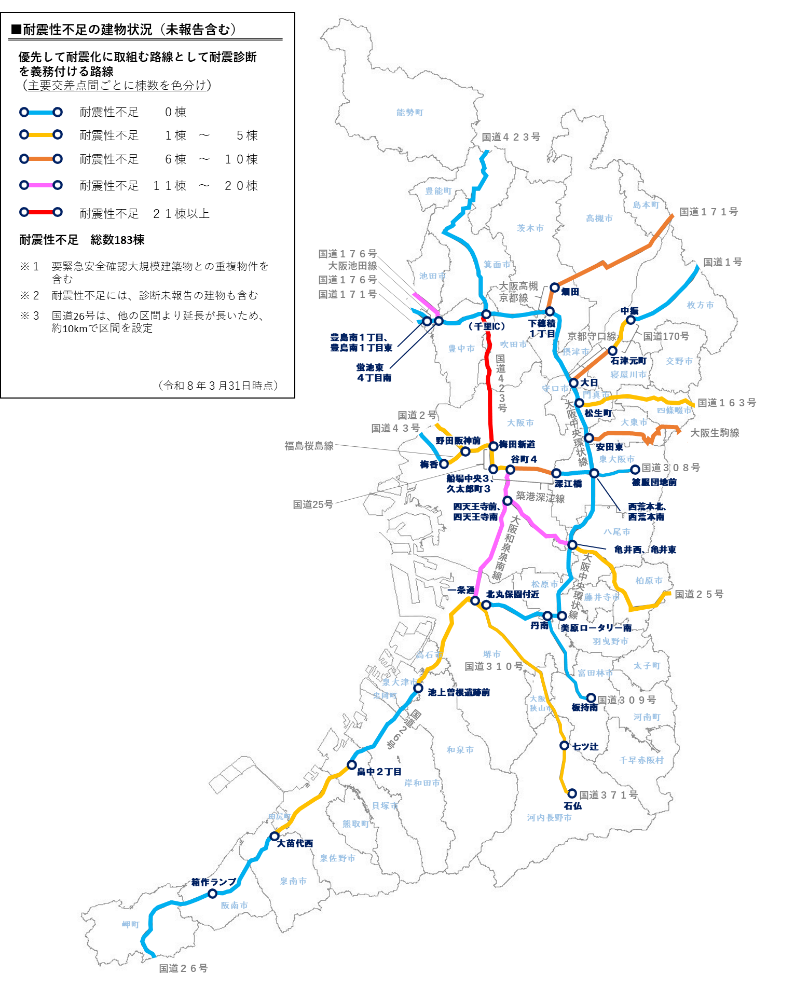 ■耐震性不足の建物状況（未報告含む）
優先して耐震化に取組む路線として耐震診断
を義務付ける路線
（主要交差点間ごとに棟数を色分け）
耐震性不足　　０棟
耐震性不足　　１棟　～　　５棟
耐震性不足　　６棟　～　１０棟
耐震性不足　１１棟　～　２０棟
耐震性不足　２１棟以上
耐震性不足　総数183棟
※１　要緊急安全確認大規模建築物との重複物件を
含む
※２　耐震性不足には、診断未報告の建物も含む
※３　国道26号は、他の区間より延長が長いため、
約10kmで区間を設定
（令和８年３月31日時点）
能勢町
国道４２３号
豊能町
島本町
高槻市
国道１７１号
茨木市
国道１７６号
大阪池田線
国道１７６号
国道１７１号
池田市
箕面市
国道１号
大阪高槻
京都線
畑田
枚方市
中振
（千里IC）
下穂積
１丁目
豊島南１丁目、
豊島南１丁目東
豊中市
吹田市
京都守口線
国道170号
摂津市
石津元町
交野市
寝屋川市
蛍池東
４丁目南
国道４２３号
大日
守口市
門真市
国道１６３号
松生町
四條畷市
国道２号
国道４３号
大阪市
大阪中央環状線
大東市
大阪生駒線
福島桜島線
野田阪神前
梅田新道
安田東
梅香
谷町４
東大阪市
国道３０８号
船場中央３、
久太郎町３
深江橋
被服団地前
国道25号
築港深江線
四天王寺前、
四天王寺南
西荒本北、
西荒本南
大阪和泉泉南線
八尾市
亀井西、亀井東
大阪中央環状線
松原市
柏原市
一条通
北丸保園付近
藤井寺市
国道２５号
丹南
美原ロータリー南
羽曳野市
高石市
堺市
国道３１０号
太子町
富田林市
泉大津市
忠岡町
池上曽根遺跡前
大阪
狭山市
国道３０９号
板持南
河南町
国道２６号
和泉市
七ツ辻
千早赤阪村
畠中２丁目
岸和田市
国道３７１号
石仏
貝塚市
河内長野市
田尻町
熊取町
大苗代西
泉佐野市
箱作ランプ
泉南市
阪南市
岬町
国道２６号